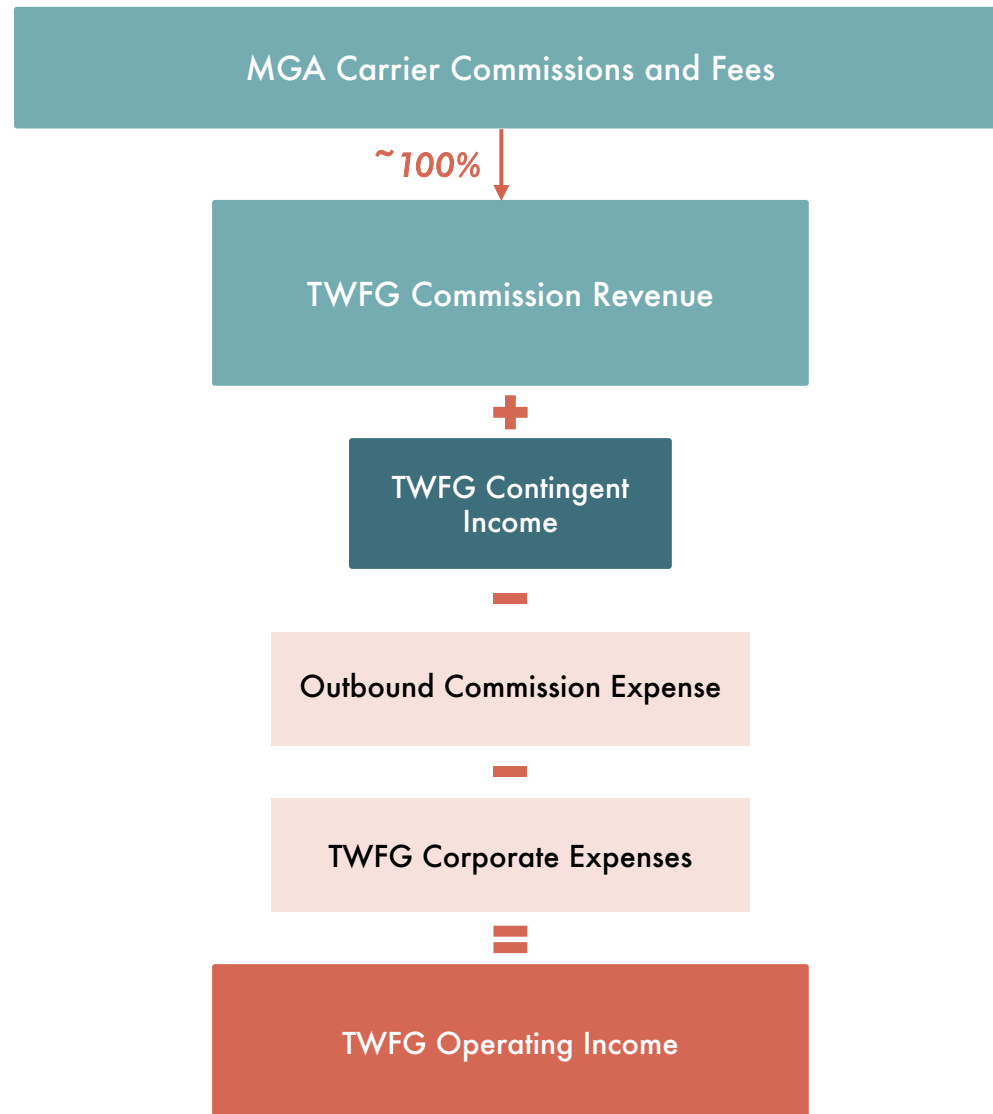 MGA Carrier Commissions and Fees
~100%
TWFG Commission Revenue
+
TWFG Contingent
Income
-
Outbound Commission Expense
-
TWFG Corporate Expenses
=
TWFG Operating Income